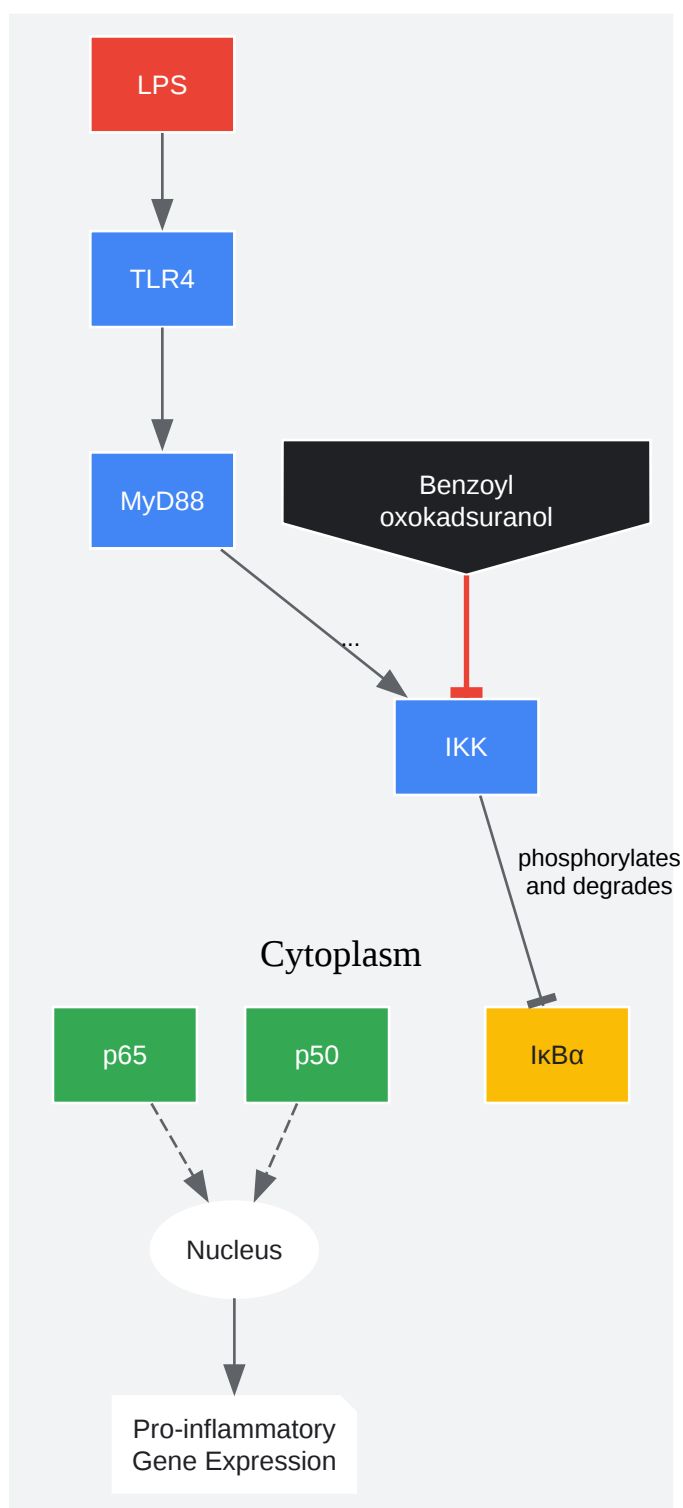 LPS
TLR4
MyD88
Benzoyl
oxokadsuranol
...
IKK
phosphorylates
and degrades
Cytoplasm
p65
p50
IκBα
Nucleus
Pro-inflammatory
Gene Expression